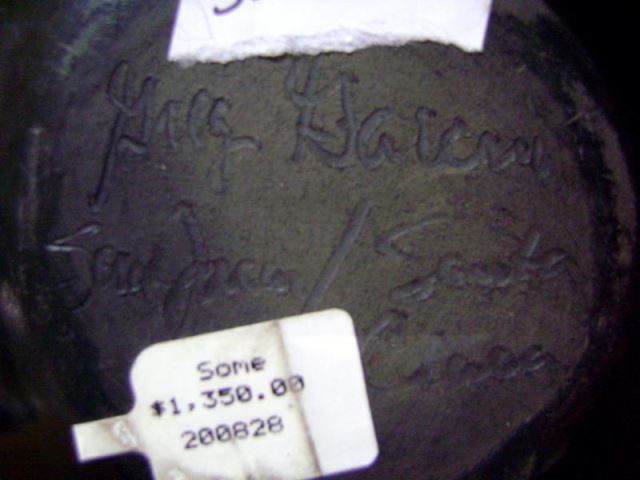 Greg Garcia
San Juan / Santa
Clara
Some
$1,350.00
200828